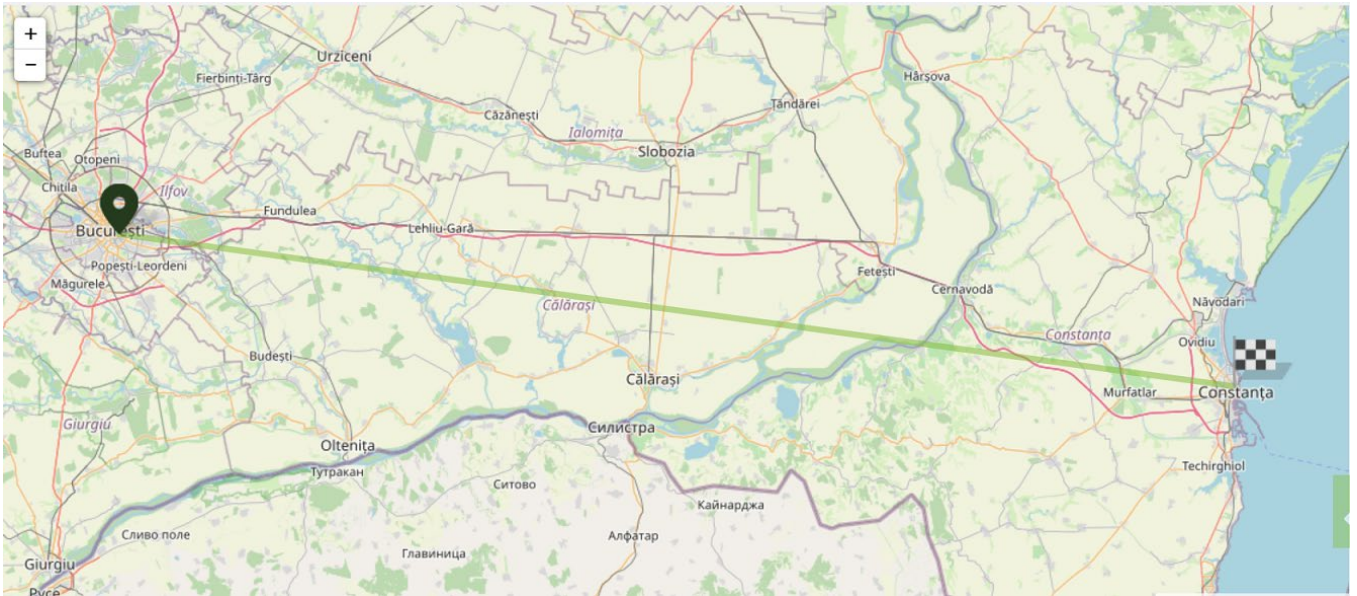 +
−
Urziceni
Fierbinți-Târg
Hârșova
Țăndărei
Căzănești
Ialomița
Slobozia
Buftea
Otopeni
Chitila
Ilfov
Fundulea
București
Lehliu-Gară
Popești-Leordeni
Măgurele
Fetești
Cernavodă
Năvodari
Călărași
Constanța
Ovidiu
Budești
Călărași
Murfatlar
Constanța
Giurgiu
Силистра
Oltenița
Тутракан
Techirghiol
Ситово
Кайнарджа
Сливо поле
Алфатар
Главиница
Giurgiu
Русе